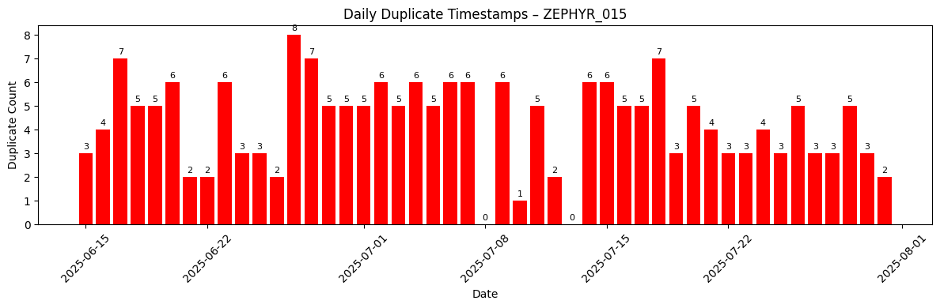 Daily Duplicate Timestamps – ZEPHYR_015
Duplicate Count
8
7
6
5
4
3
2
1
0
3 4 7 5 5 6 2 2 6 3 3 2 8 7 5 5 5 6 5 6 5 6 6 0 6 1 5 2 0 6 6 5 5 7 3 5 4 3 3 4 3 5 3 3 5 3 2
2025-06-15 2025-06-22 2025-07-01 2025-07-08 2025-07-15 2025-07-22 2025-08-01
Date